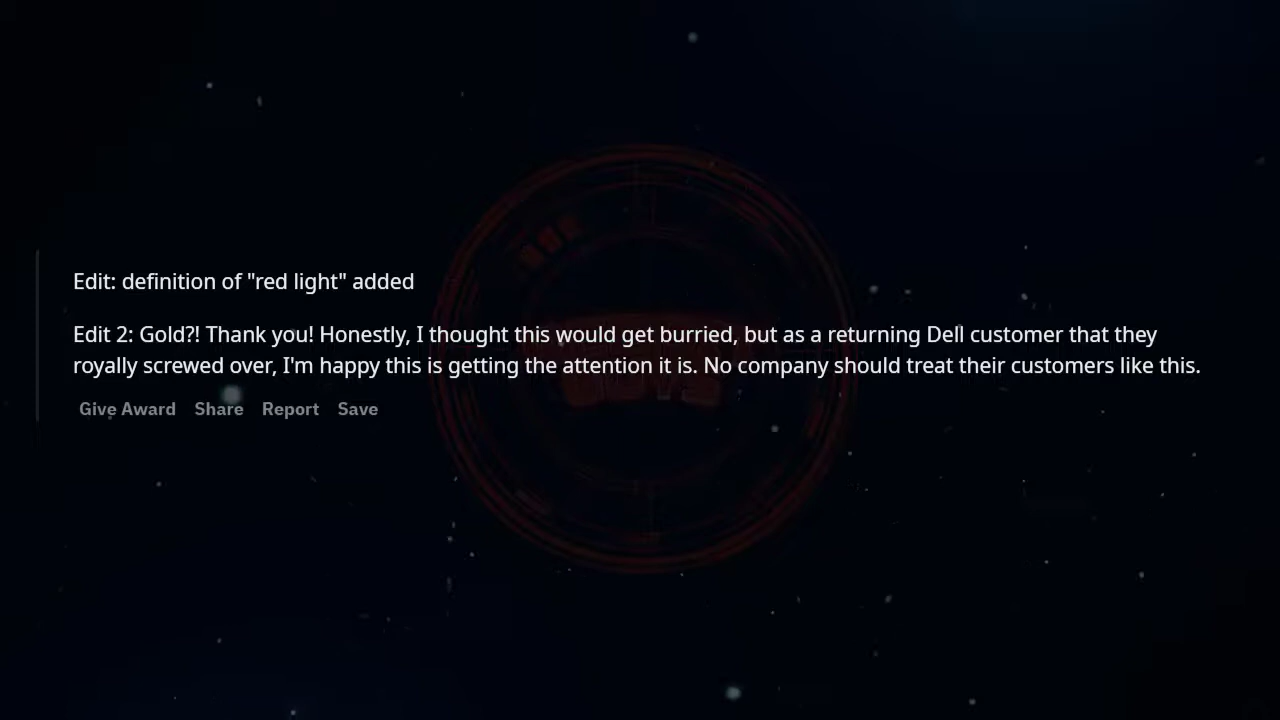 Edit: definition of "red light" added
Edit 2: Gold?! Thank you! Honestly, I thought this would get burried, but as a returning Dell customer that they
royally screwed over, I'm happy this is getting the attention it is. No company should treat their customers like this.
Give Award Share Report Save